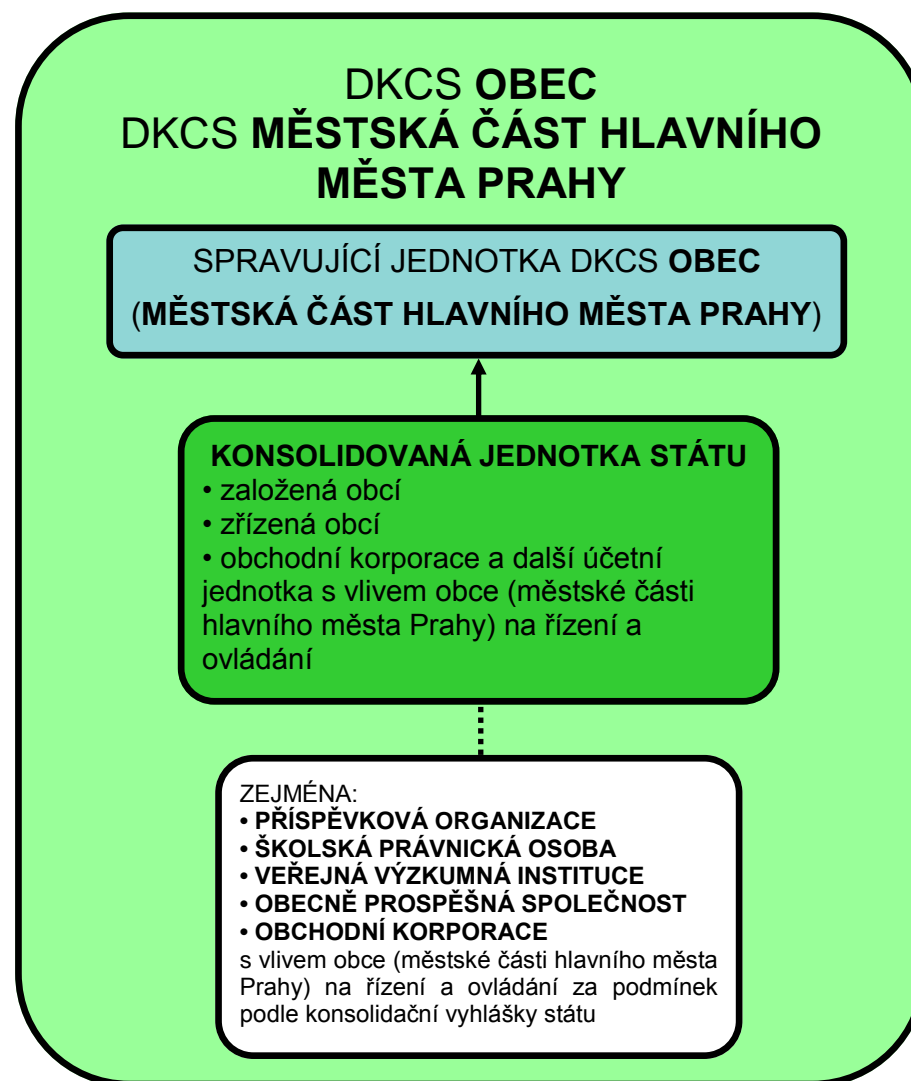 DKCS OBEC
DKCS MĚSTSKÁ ČÁST HLAVNÍHO
MĚSTA PRAHY
SPRAVUJÍCÍ JEDNOTKA DKCS OBEC
(MĚSTSKÁ ČÁST HLAVNÍHO MĚSTA PRAHY)
KONSOLIDOVANÁ JEDNOTKA STÁTU
• založená obcí
• zřízená obcí
• obchodní korporace a další účetní
jednotka s vlivem obce (městské části
hlavního města Prahy) na řízení a
ovládání
ZEJMÉNA:
• PŘÍSPĚVKOVÁ ORGANIZACE
• ŠKOLSKÁ PRÁVNICKÁ OSOBA
• VEŘEJNÁ VÝZKUMNÁ INSTITUCE
• OBECNĚ PROSPĚŠNÁ SPOLEČNOST
• OBCHODNÍ KORPORACE
s vlivem obce (městské části hlavního města
Prahy) na řízení a ovládání za podmínek
podle konsolidační vyhlášky státu